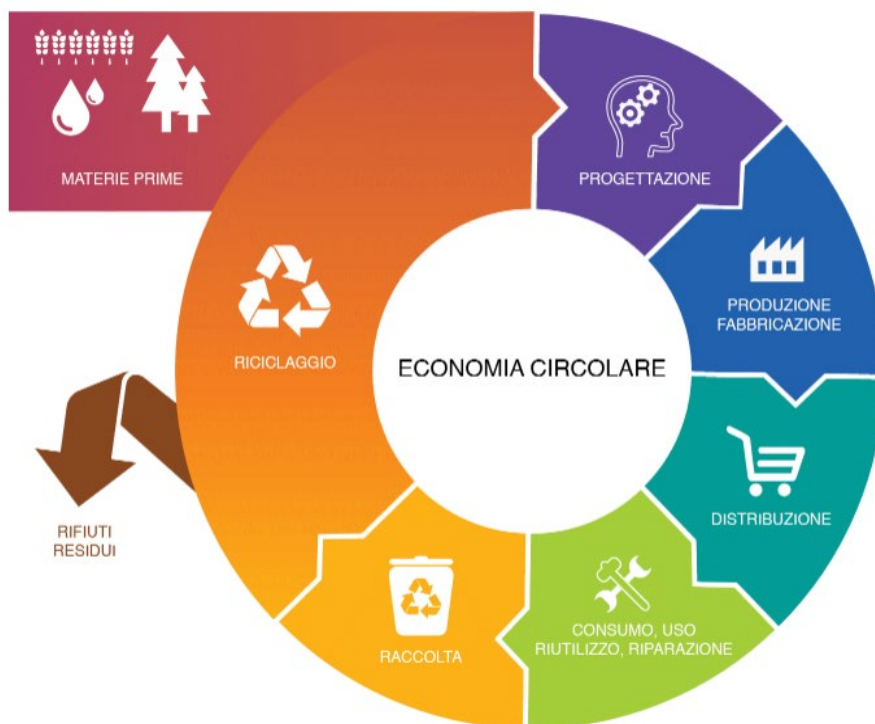 MATERIE PRIME
PROGETTAZIONE
PRODUZIONE
FABBRICAZIONE
RICICLAGGIO
ECONOMIA CIRCOLARE
DISTRIBUZIONE
RIFIUTI
RESIDUI
CONSUMO, USO
RIUTILIZZO, RIPARAZIONE
RACCOLTA